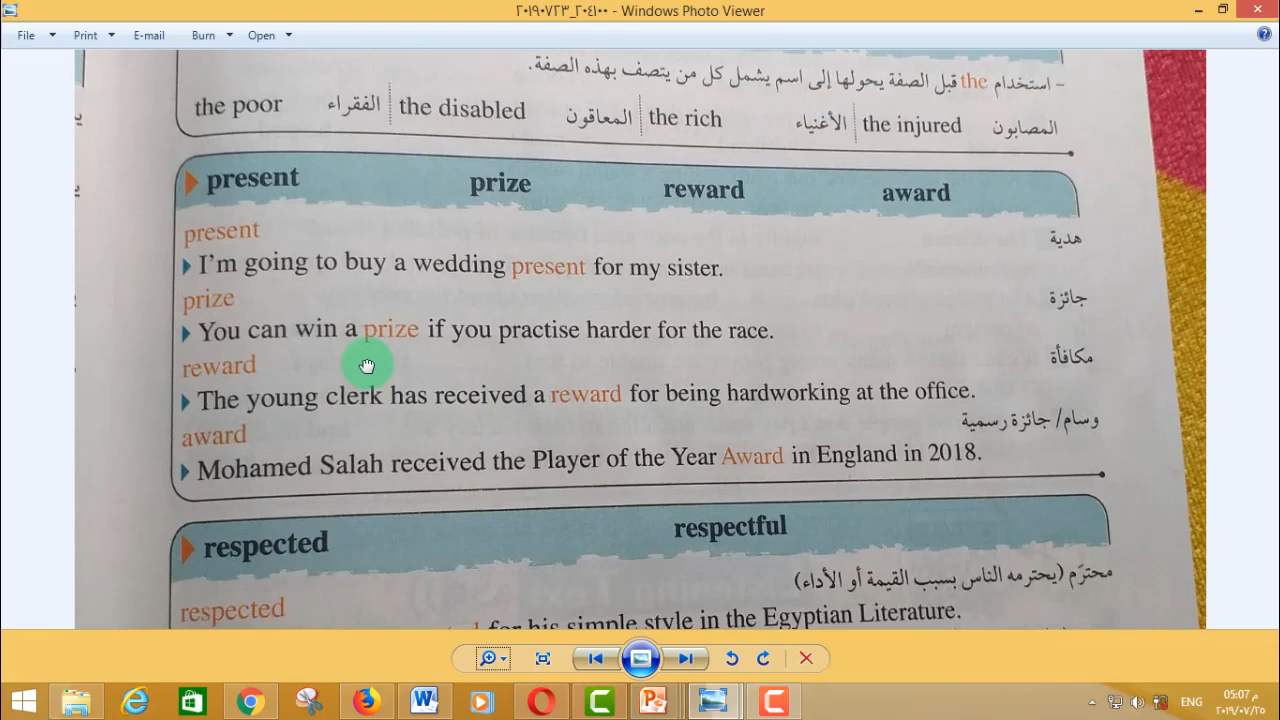 ٢٠١٩٠٧٢٣_٢٠٤١٠٠ - Windows Photo Viewer
File Print Burn E-mail Open
- استخدام the قبل الصفة يحولها إلى اسم يشمل كل من يتصف بهذه الصفة.
the poor الفقراء the disabled المعاقون the rich الأغنياء the injured المصابون
present prize reward award
present هدية
I'm going to buy a wedding present for my sister.
prize جائزة
You can win a prize if you practise harder for the race.
reward مكافأة
The young clerk has received a reward for being hardworking at the office.
award وسام/ جائزة رسمية
Mohamed Salah received the Player of the Year Award in England in 2018.
respected respectful
respected محترَم (يحترمه الناس بسبب القيمة أو الأداء)
for his simple style in the Egyptian Literature.
ENG
05:07 م
٢٠١٩/٠٧/٢٥